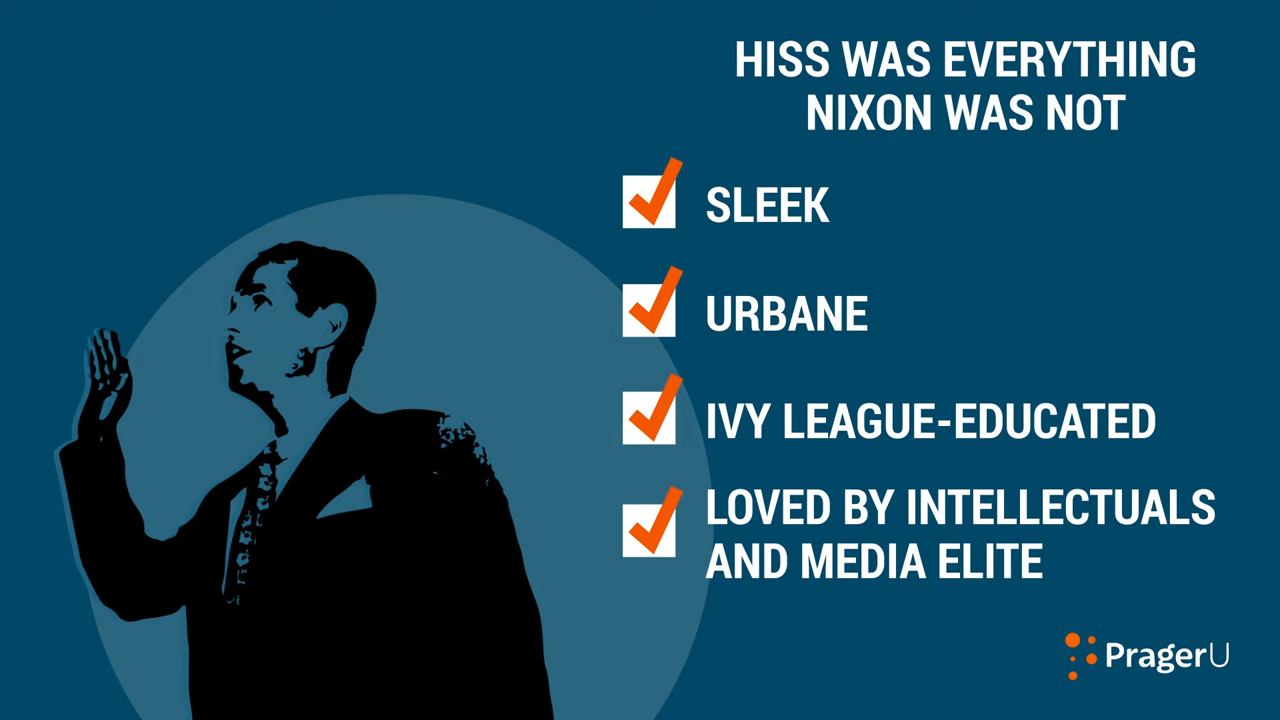 HISS WAS EVERYTHING
NIXON WAS NOT
SLEEK
URBANE
IVY LEAGUE-EDUCATED
LOVED BY INTELLECTUALS
AND MEDIA ELITE
PragerU